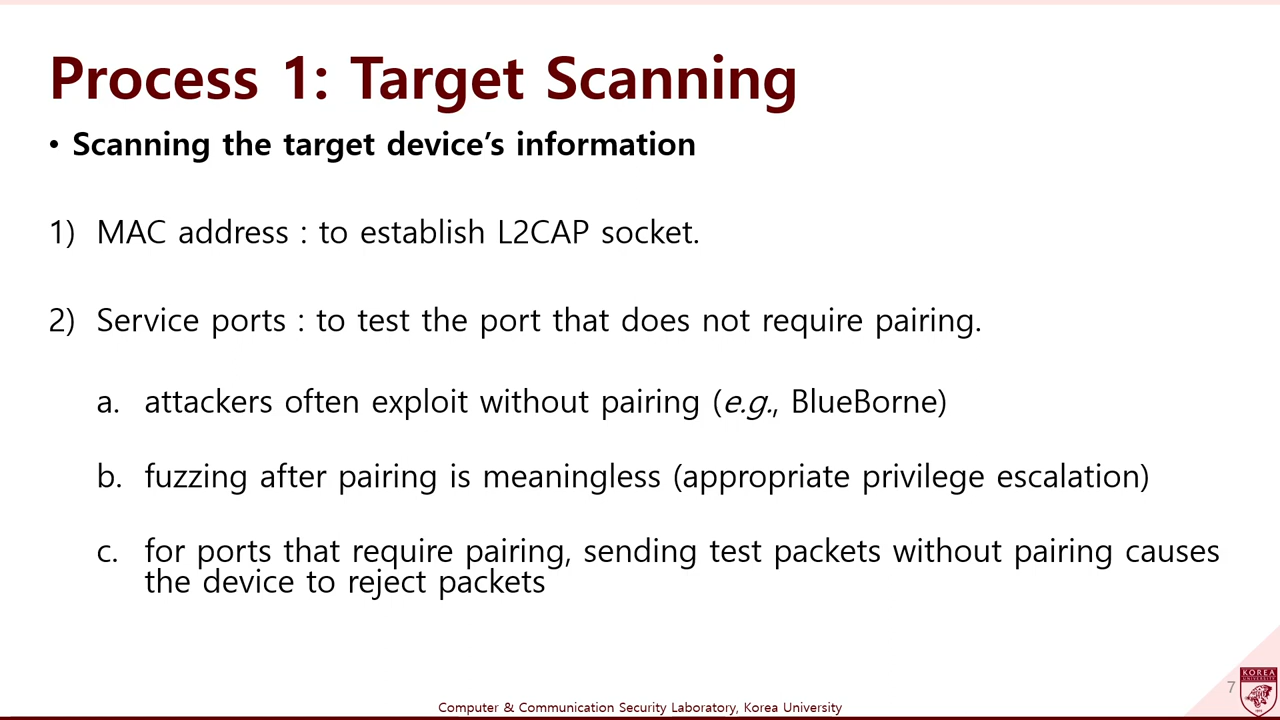 Process 1: Target Scanning
• Scanning the target device’s information
1) MAC address : to establish L2CAP socket.
2) Service ports : to test the port that does not require pairing.
a. attackers often exploit without pairing (e.g., BlueBorne)
b. fuzzing after pairing is meaningless (appropriate privilege escalation)
c. for ports that require pairing, sending test packets without pairing causes
the device to reject packets
7
KOREA
UNIVERSITY
Computer & Communication Security Laboratory, Korea University